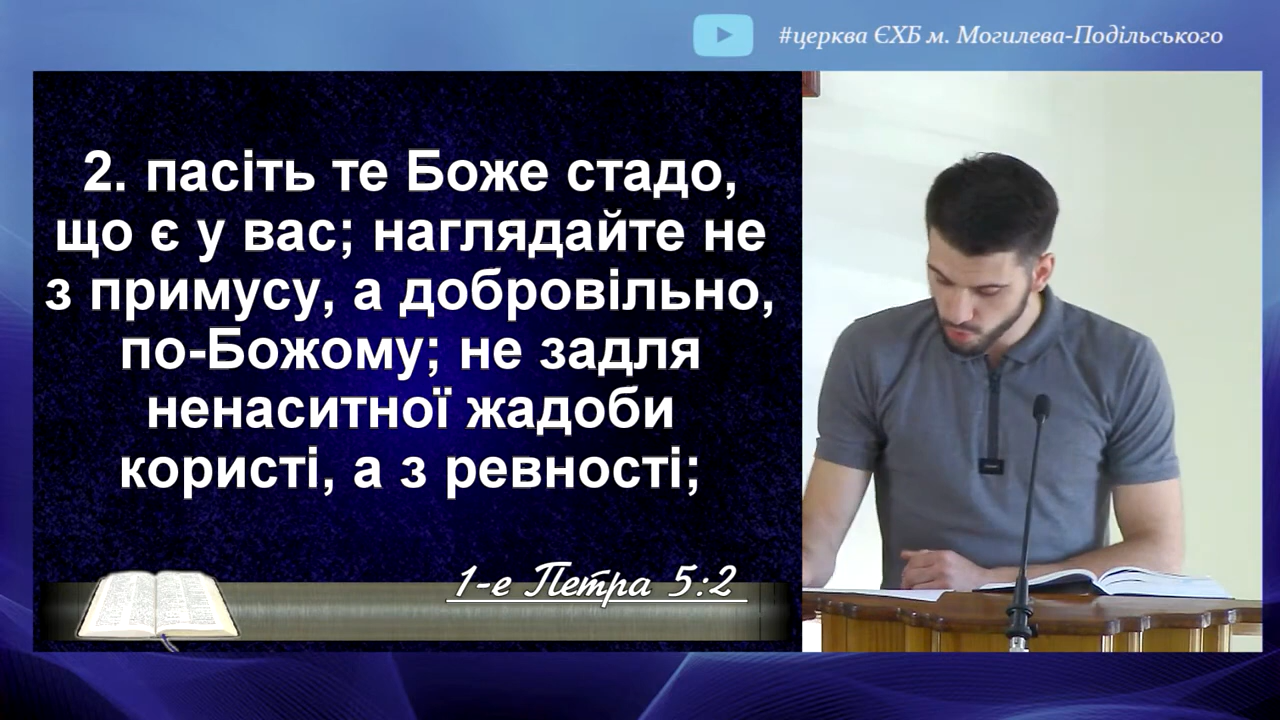 #церква ЄХБ м. Могилева-Подільського
2. пасіть те Боже стадо,
що є у вас; наглядайте не
з примусу, а добровільно,
по-Божому; не задля
ненаситної жадоби
користі, а з ревності;
1-е Петра 5:2